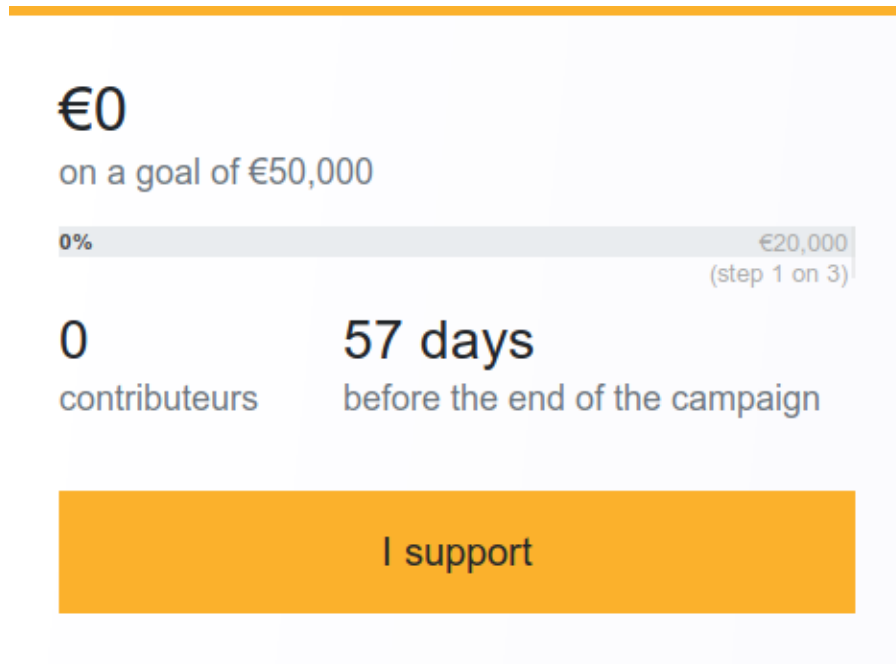 €0
on a goal of €50,000
0% €20,000
(step 1 on 3)
0 57 days
contributeurs before the end of the campaign
I support